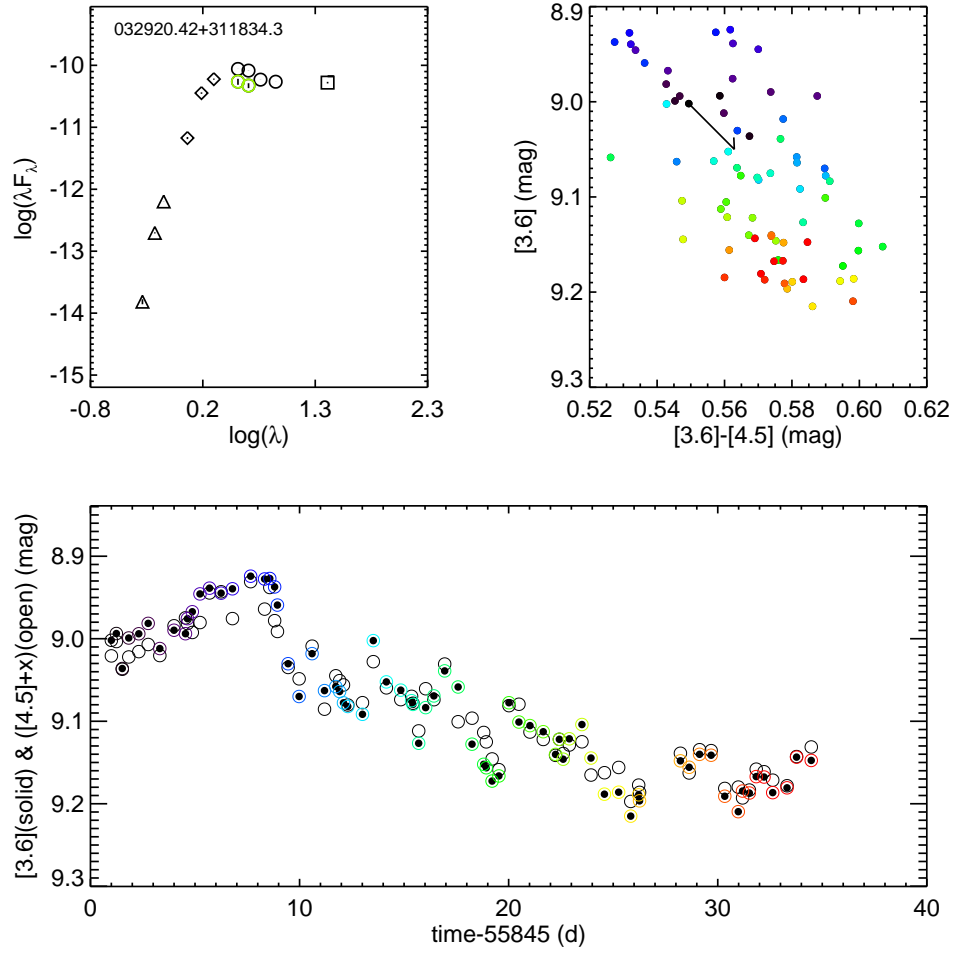 032920.42+311834.3
-10
-11
-12
-13
-14
-15
log(λFλ)
-0.8 0.2 1.3 2.3
log(λ)
8.9
9.0
9.1
9.2
9.3
[3.6] (mag)
0.52 0.54 0.56 0.58 0.60 0.62
[3.6]-[4.5] (mag)
8.9
9.0
9.1
9.2
9.3
[3.6](solid) & ([4.5]+x)(open) (mag)
0 10 20 30 40
time-55845 (d)